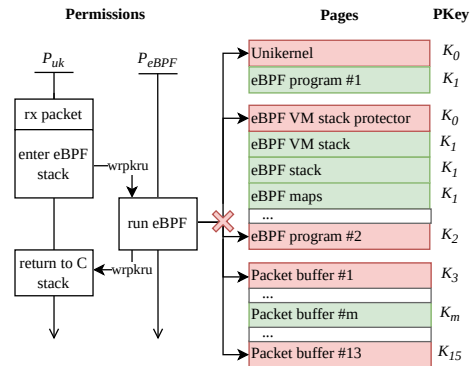 Permissions
Pages
PKey
P_uk
P_eBPF
rx packet
enter eBPF
stack
wrpkru
run eBPF
wrpkru
return to C
stack
Unikernel K_0
eBPF program #1 K_1
eBPF VM stack protector K_0
eBPF VM stack K_1
eBPF stack K_1
eBPF maps K_1
...
eBPF program #2 K_2
Packet buffer #1 K_3
...
Packet buffer #m K_m
...
Packet buffer #13 K_15